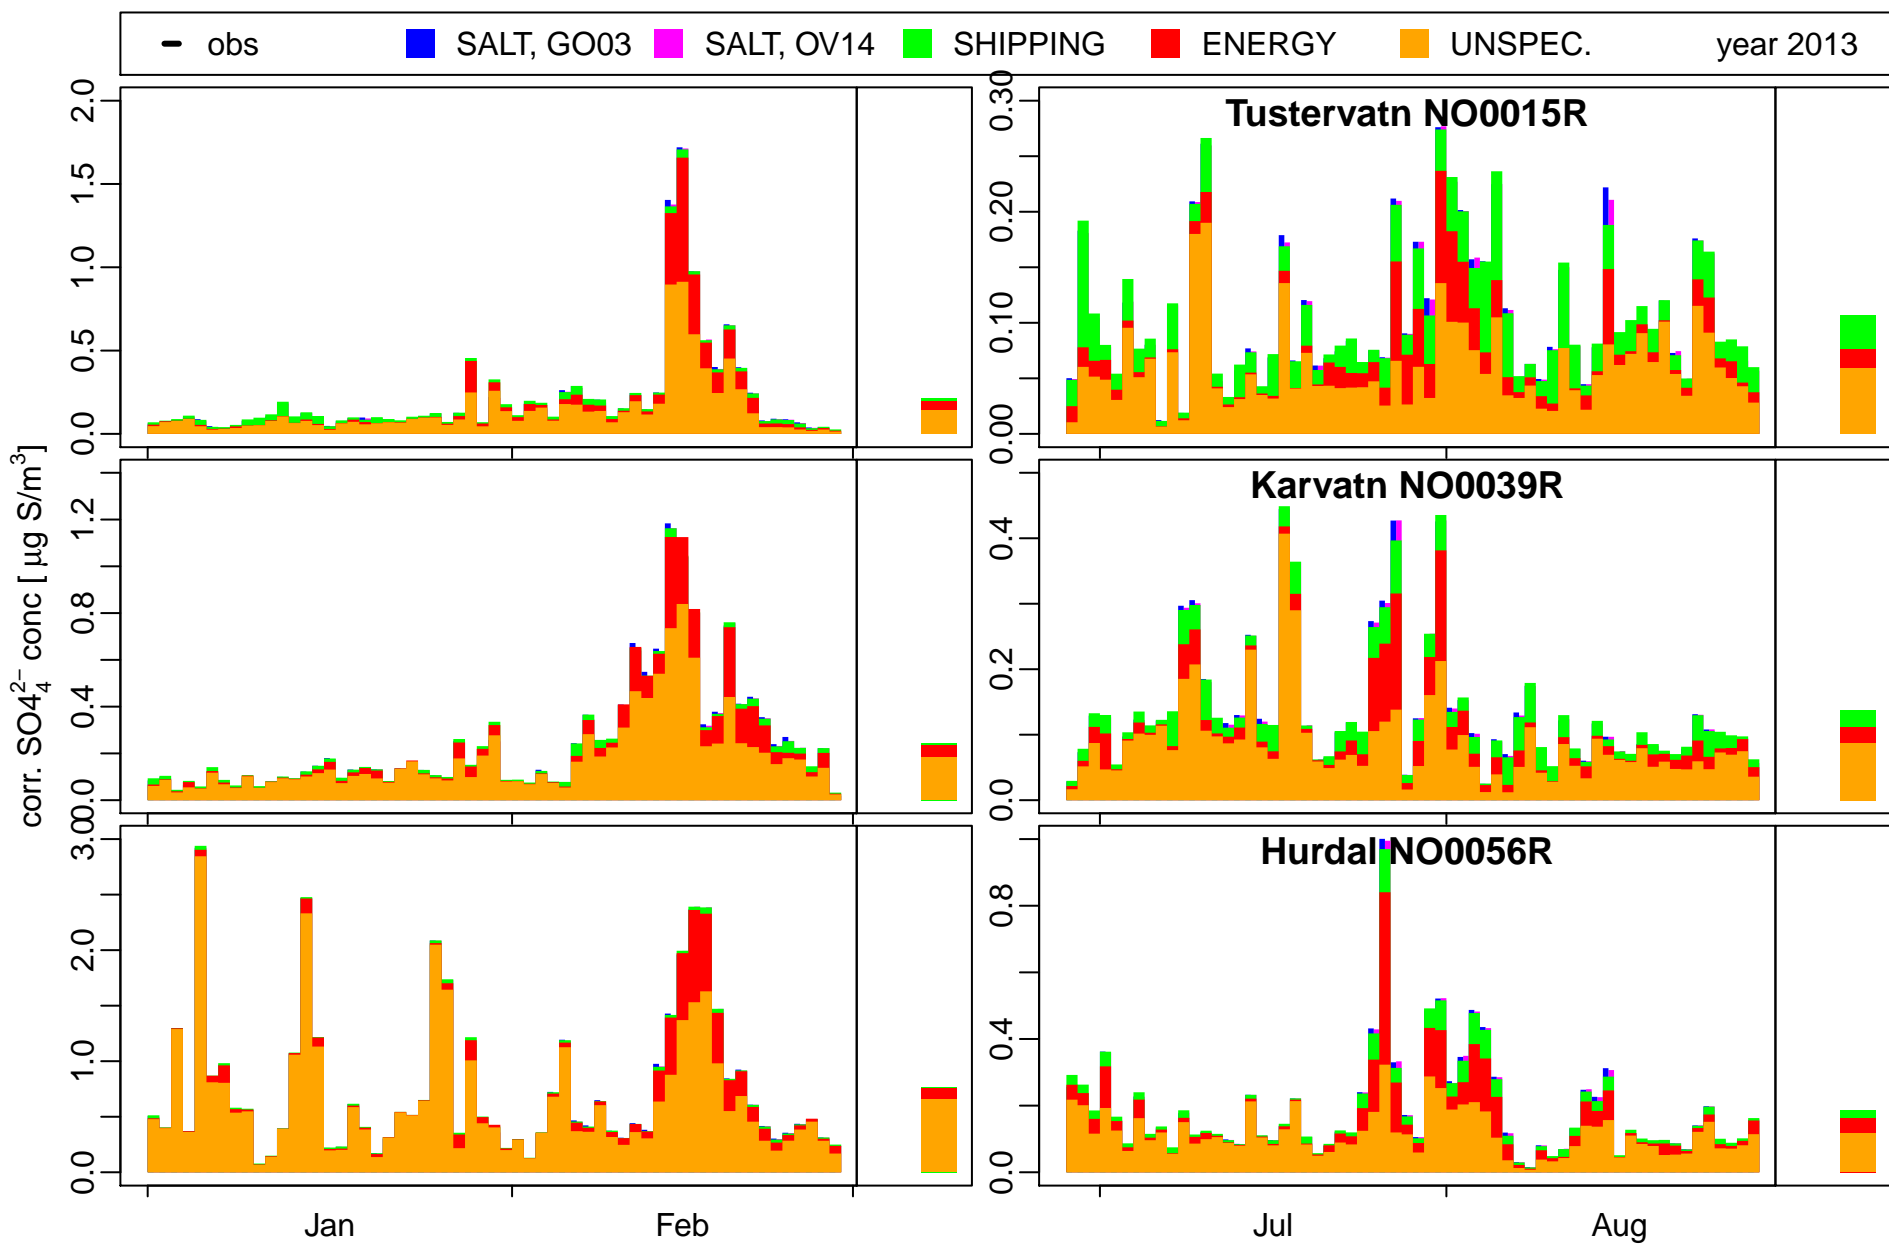 obs SALT, GO03 SALT, OV14 SHIPPING ENERGY UNSPEC. year 2013
corr. SO4₄²⁻ conc [ µg S/m³]
Tustervatn NO0015R
0.0 0.5 1.0 1.5 2.0
0.00 0.10 0.20 0.30
Karvatn NO0039R
0.0 0.4 0.8 1.2
0.0 0.2 0.4
Hurdal NO0056R
0.0 1.0 2.0 3.0
0.0 0.4 0.8
Jan Feb Jul Aug